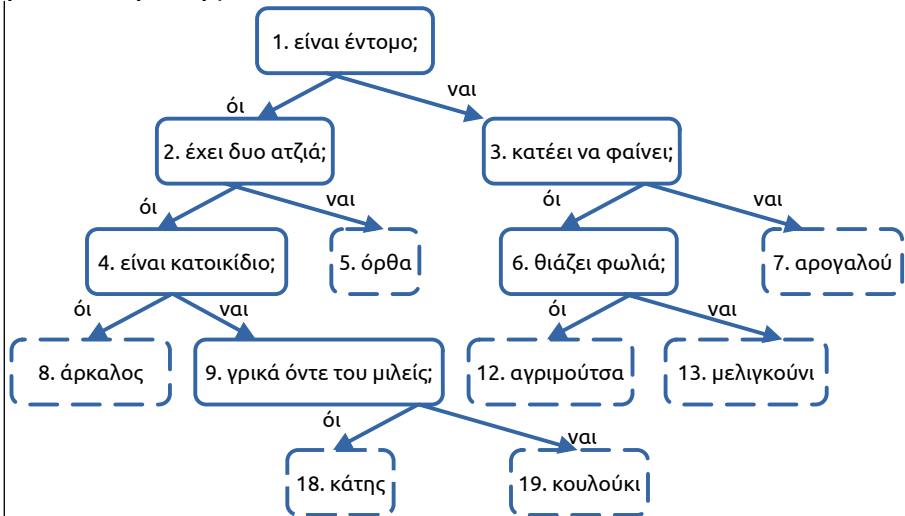 1. είναι έντομο;
όι
ναι
2. έχει δυο ατζιά;
3. κατέει να φαίνει;
όι
ναι
όι
ναι
4. είναι κατοικίδιο;
5. όρθα
6. θιάζει φωλιά;
7. αρογαλού
όι
ναι
όι
ναι
8. άρκαλος
9. γρικά όντε του μιλείς;
12. αγριμούτσα
13. μελιγκούνι
όι
ναι
18. κάτης
19. κουλούκι